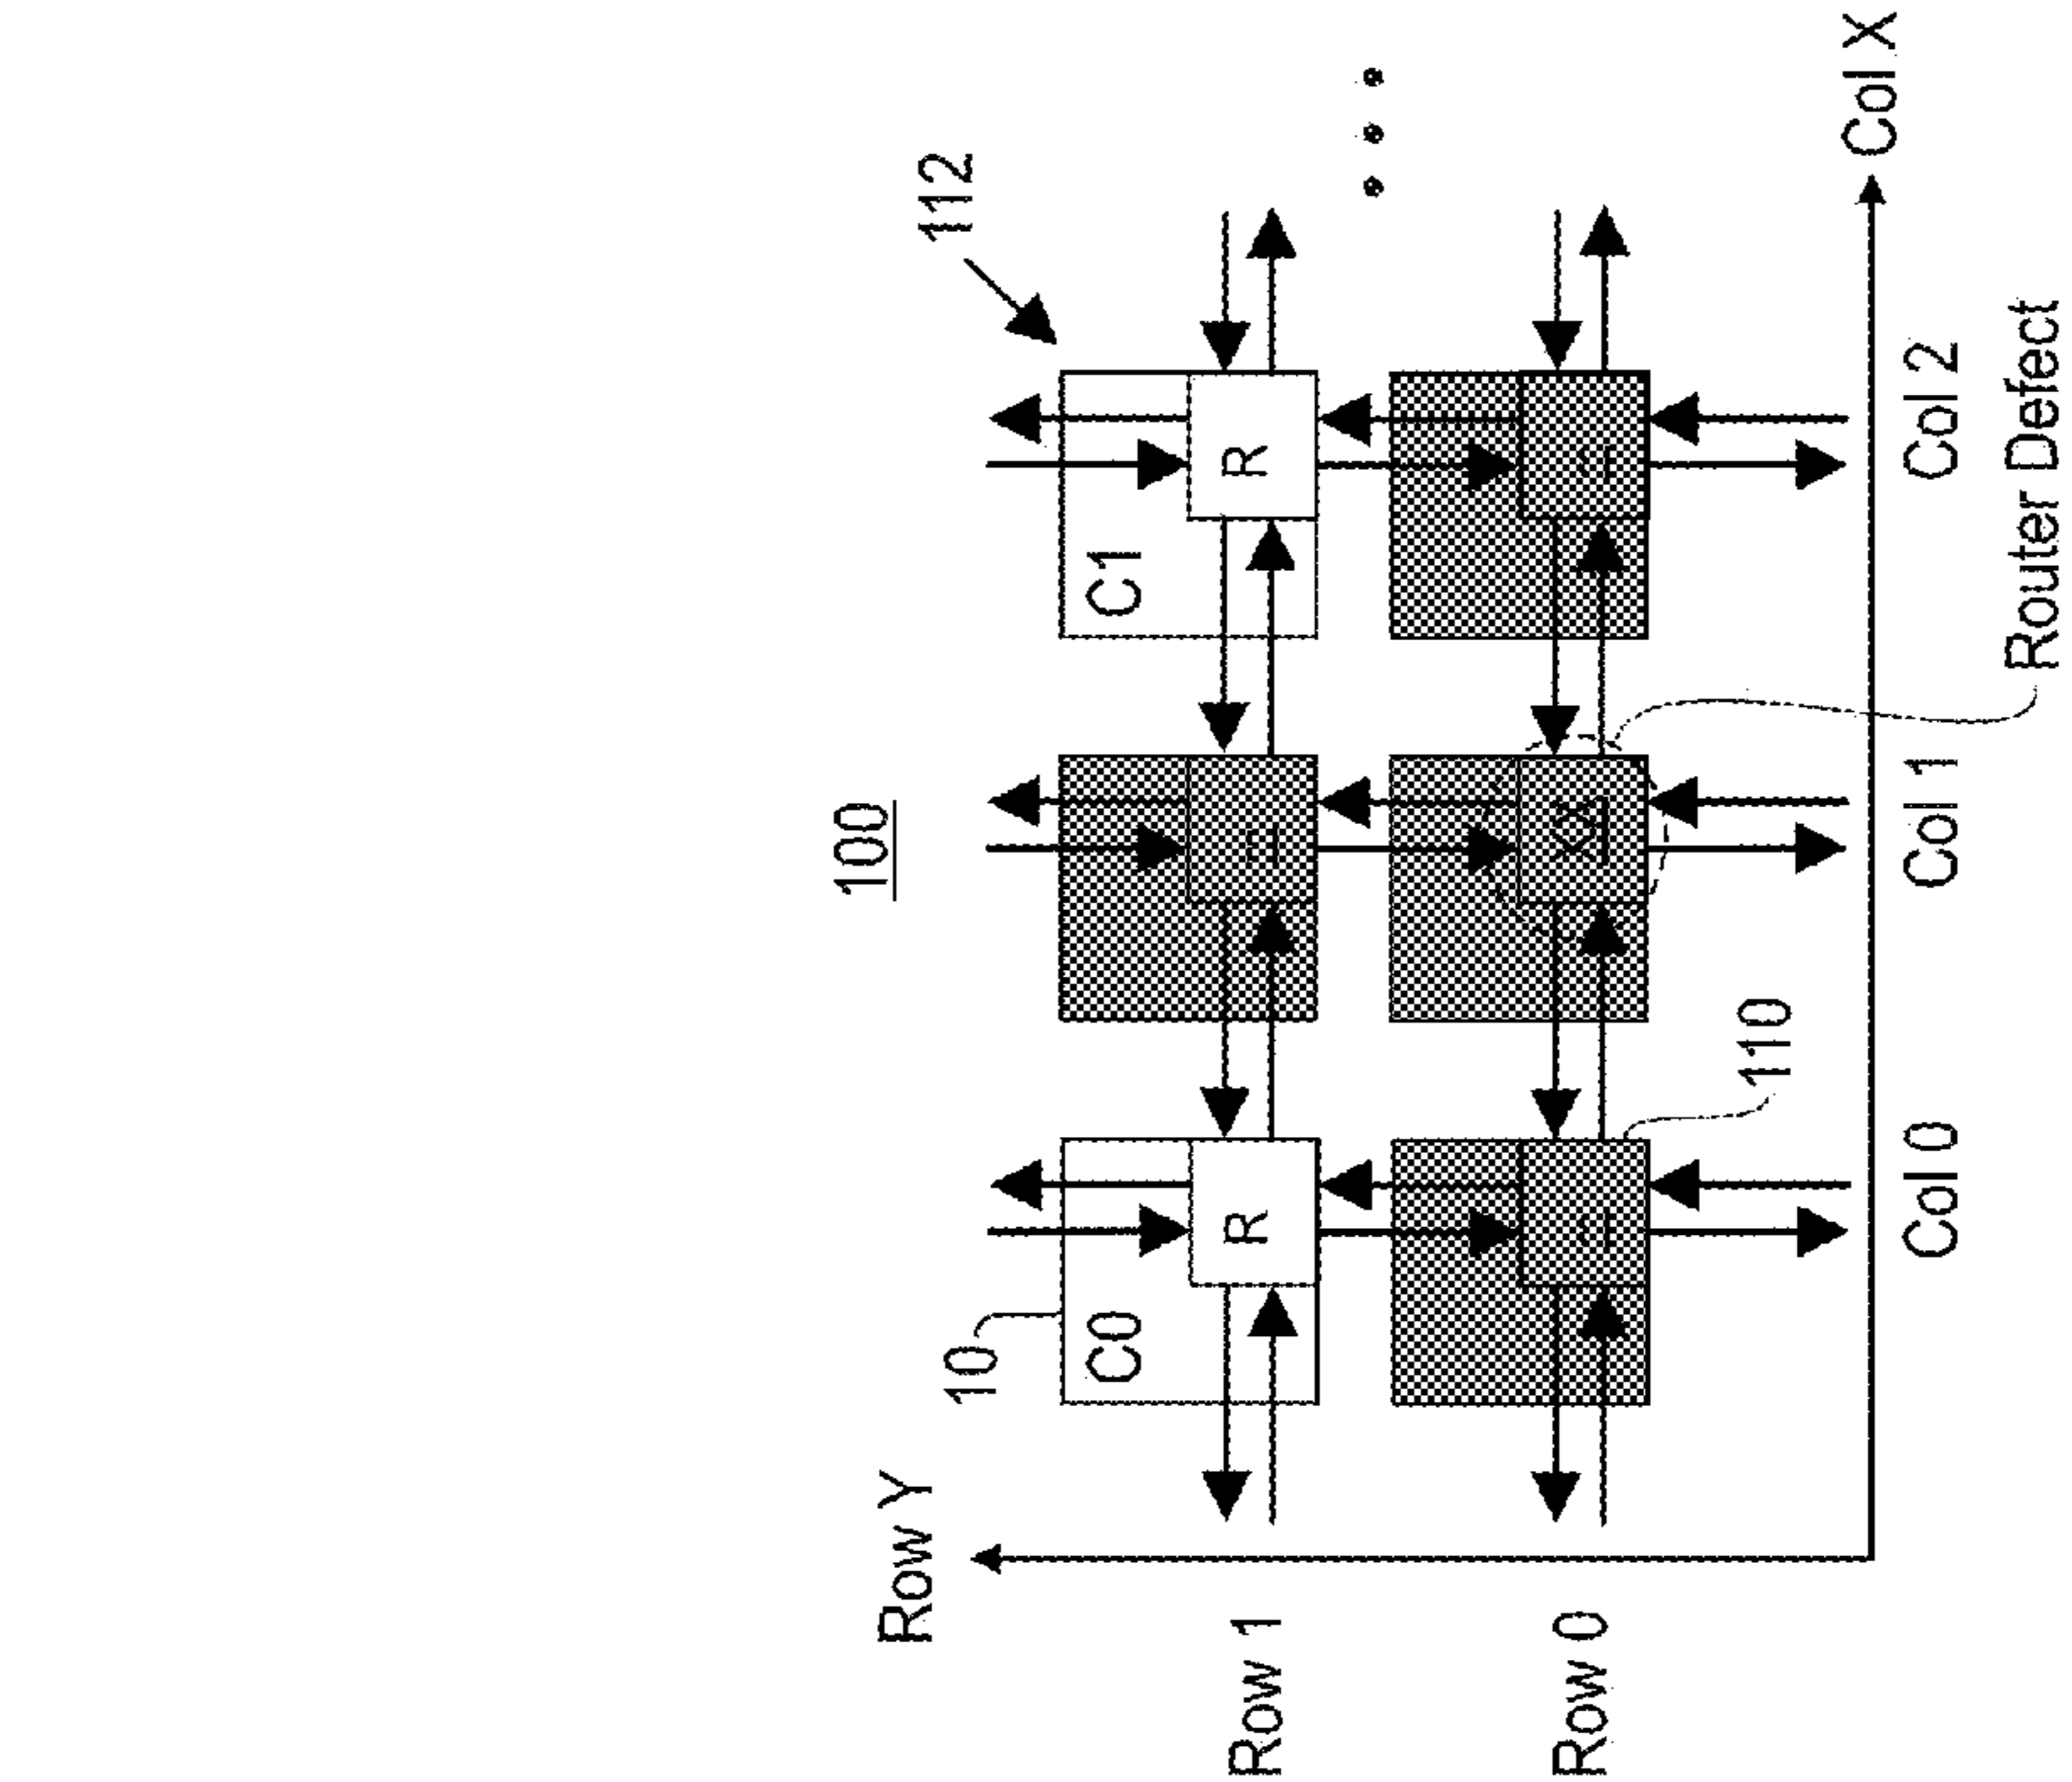 100
112
Row Y
10
C0
C1
Row 1
R
R
Row 0
110
Col 0
Col 1
Col 2
Col X
Router Defect